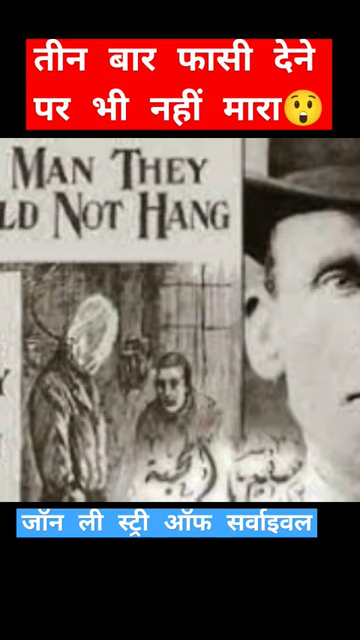 तीन बार फासी देने
पर भी नहीं मारा😲
MAN THEY
LD NOT HANG
Y
जॉन ली स्ट्री ऑफ सर्वाइवल